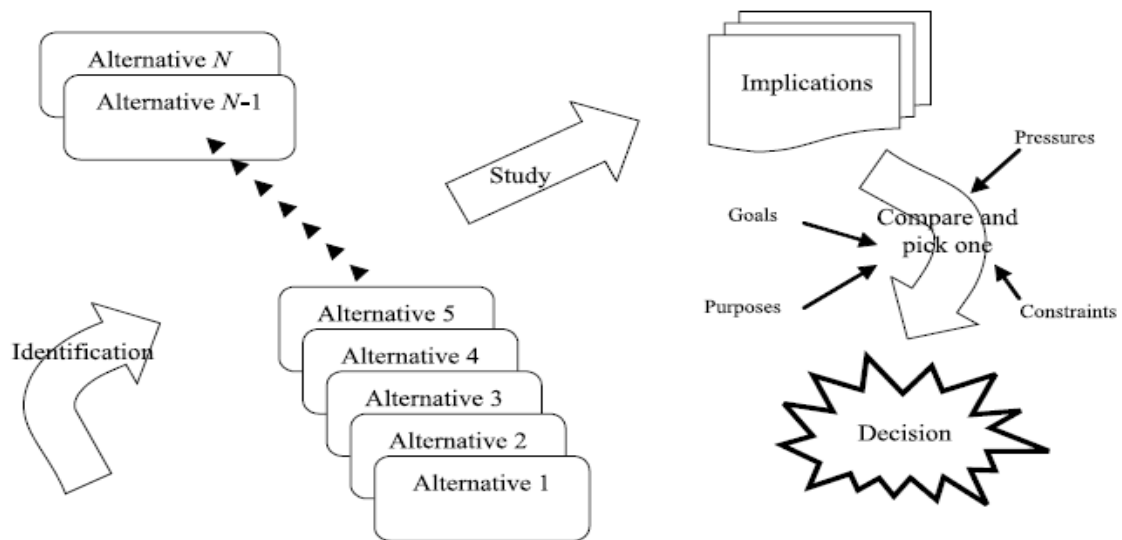 Alternative N
Alternative N-1
Alternative 5
Alternative 4
Alternative 3
Alternative 2
Alternative 1
Identification
Study
Implications
Pressures
Goals
Compare and
pick one
Purposes
Constraints
Decision